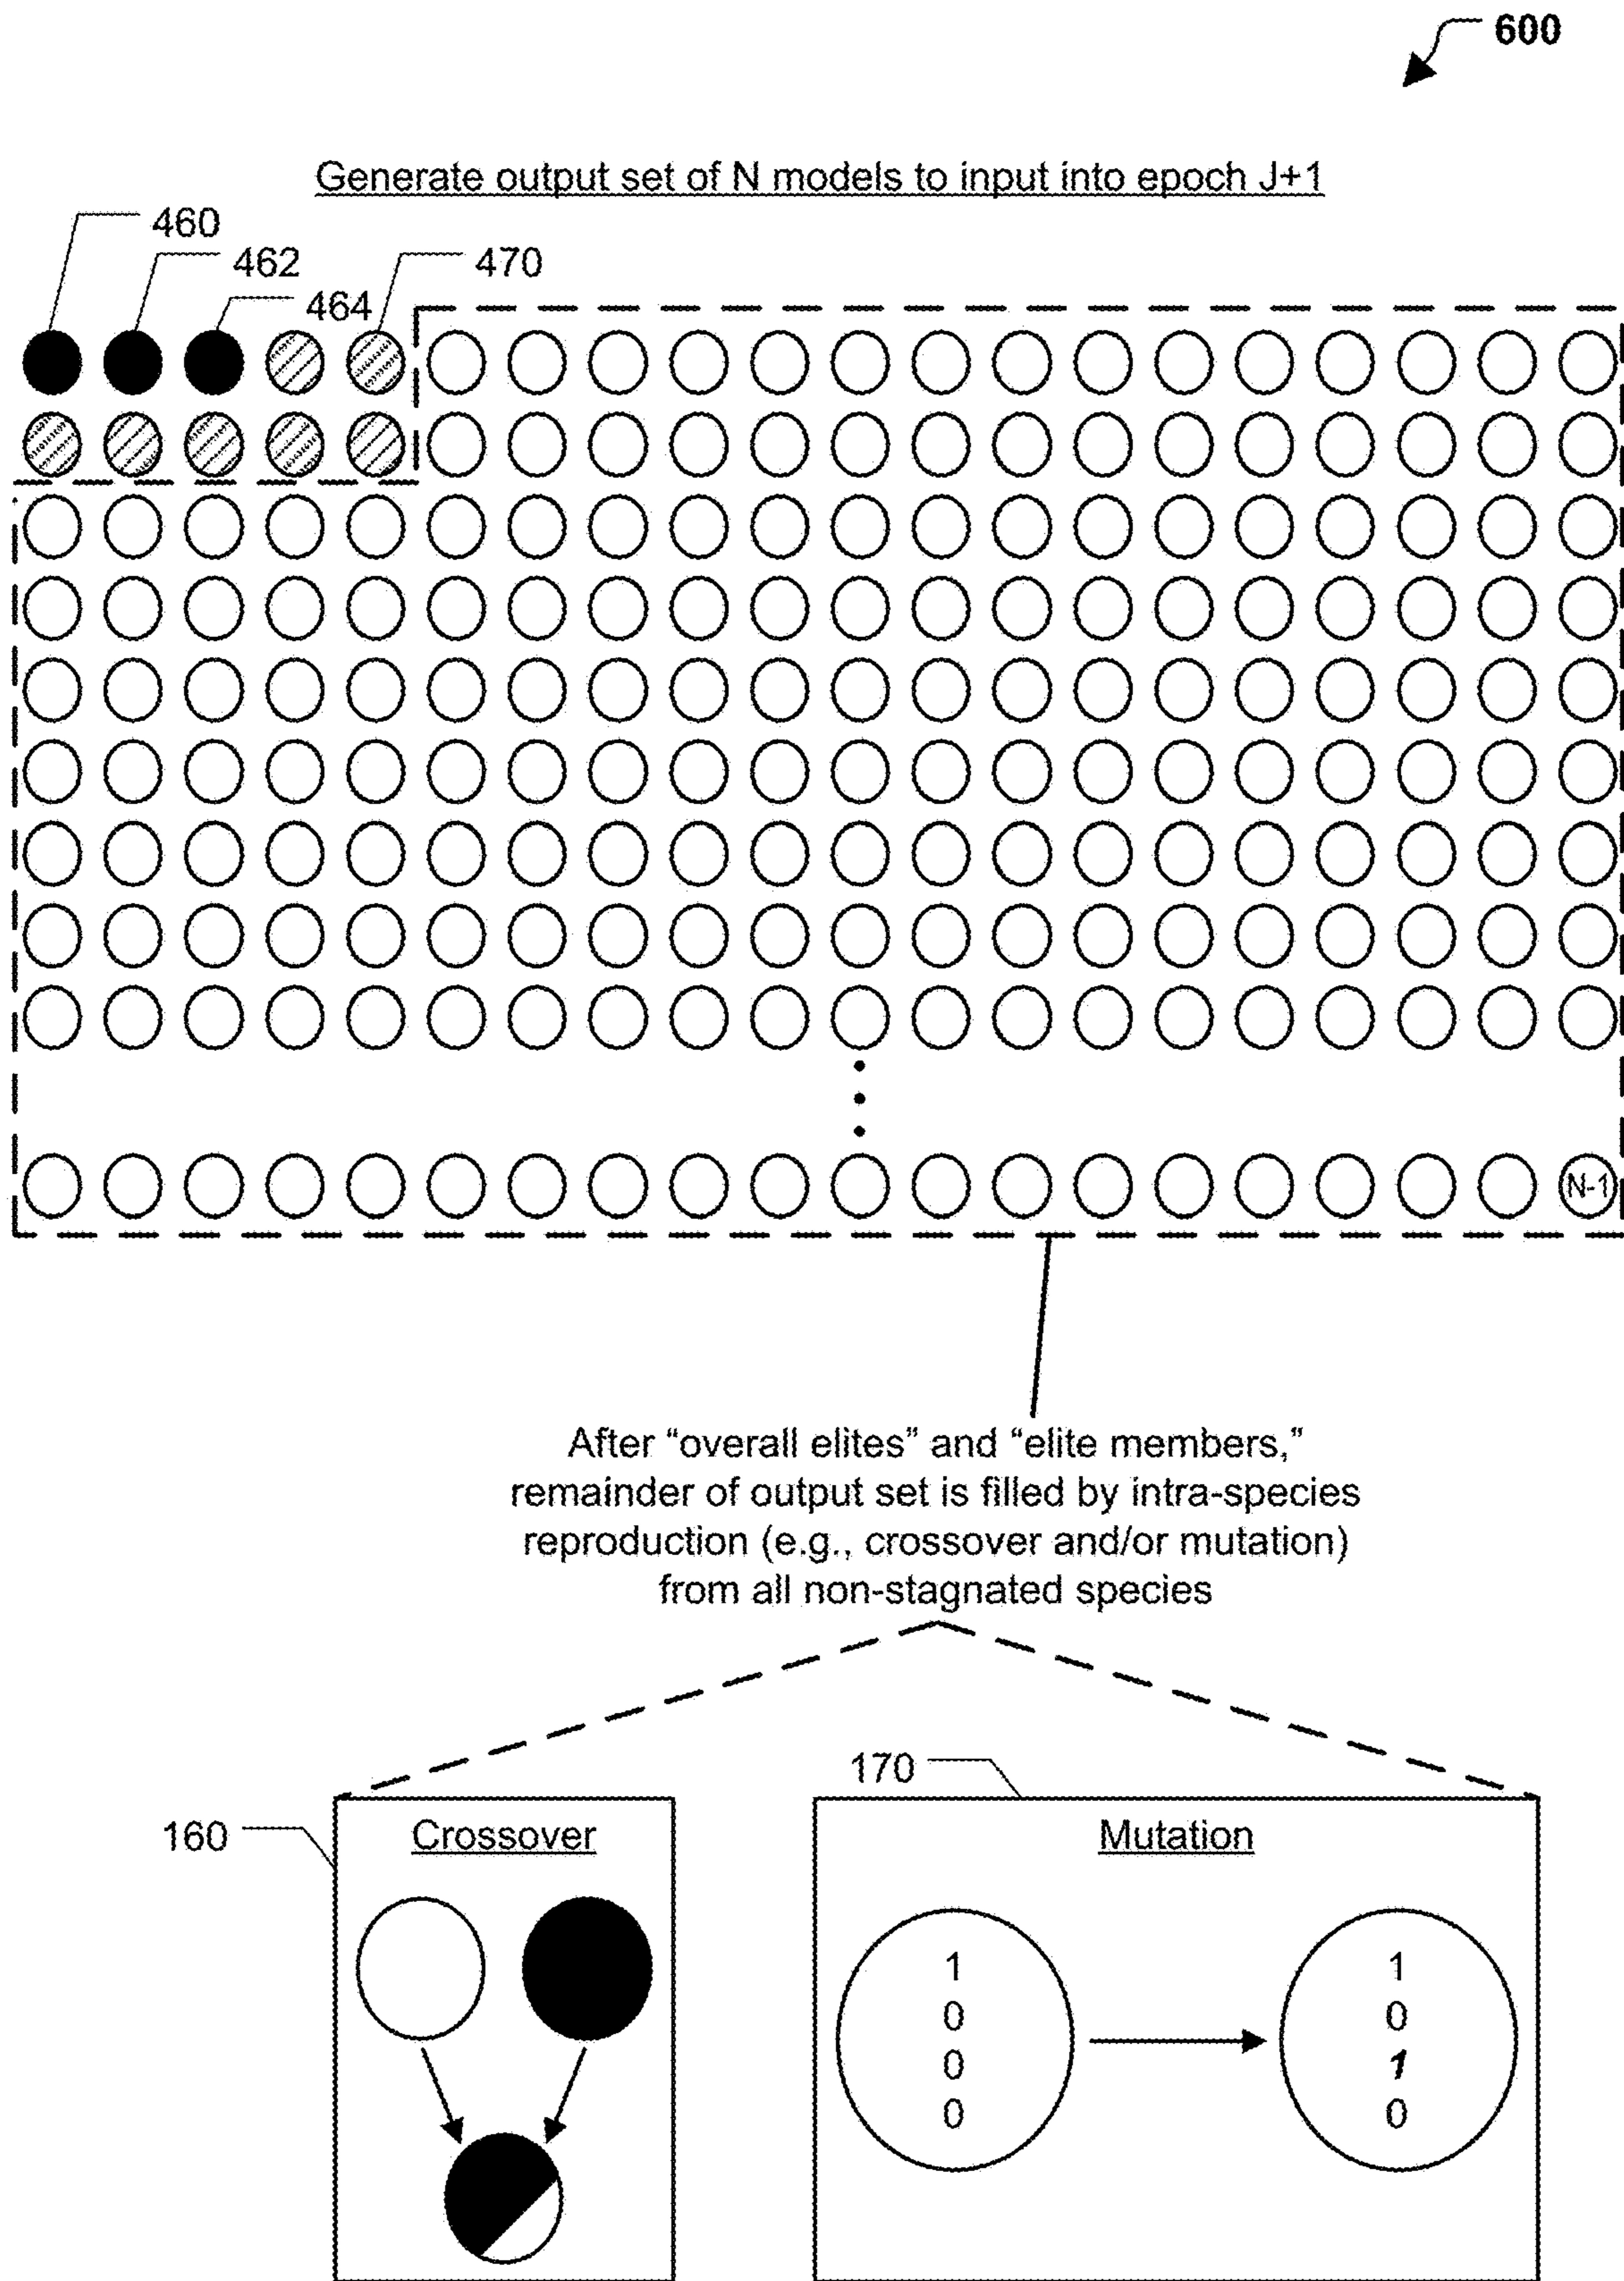 600
Generate output set of N models to input into epoch J+1
460
462
470
464
N-1
After “overall elites” and “elite members,”
remainder of output set is filled by intra-species
reproduction (e.g., crossover and/or mutation)
from all non-stagnated species
170
160
Crossover
Mutation
1
0
0
0
1
0
1
0